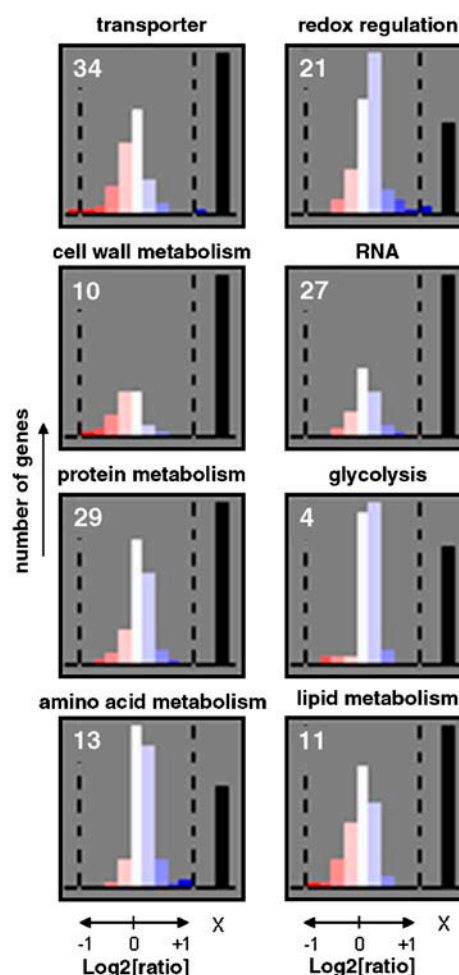 transporter
redox regulation
34
21
cell wall metabolism
RNA
10
27
number of genes
protein metabolism
glycolysis
29
4
amino acid metabolism
lipid metabolism
13
11
-1 0 +1 X
Log2[ratio]
-1 0 +1 X
Log2[ratio]